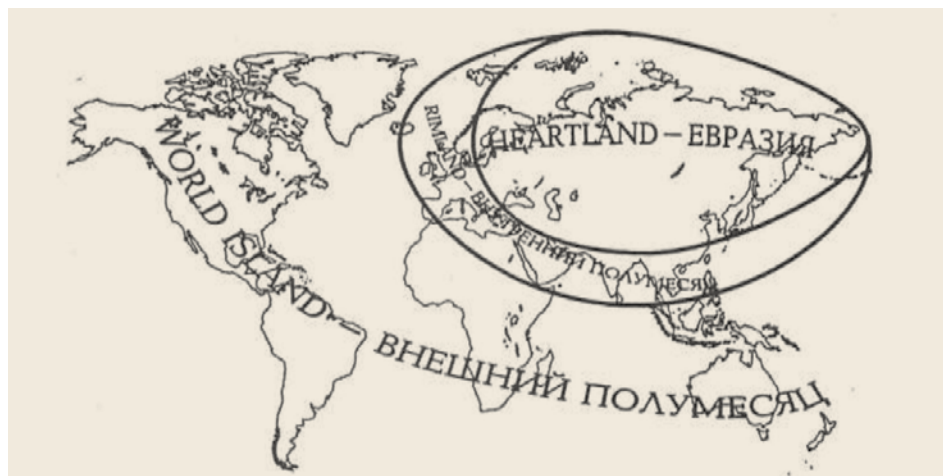 HEARTLAND – ЕВРАЗИЯ
RIMLAND – ВНУТРЕННИЙ ПОЛУМЕСЯЦ
WORLD ISLAND – ВНЕШНИЙ ПОЛУМЕСЯЦ